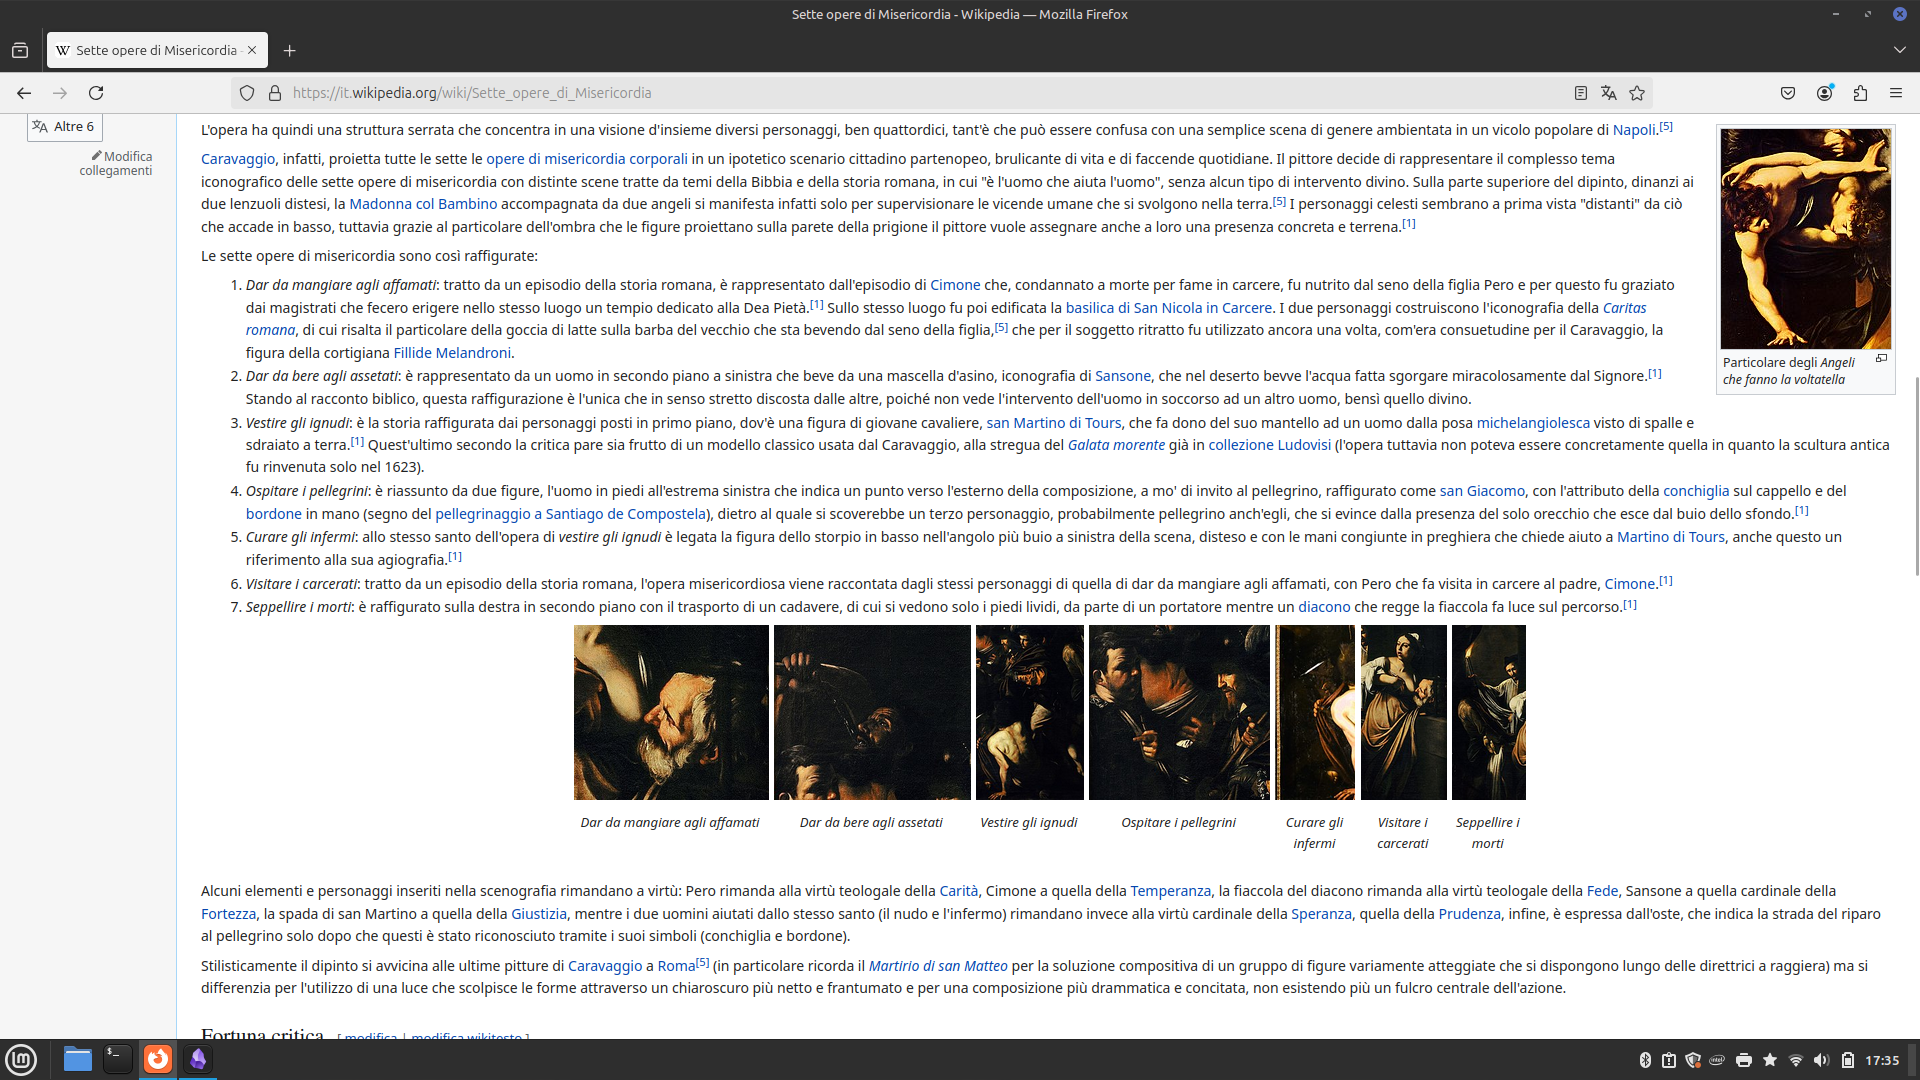 Sette opere di Misericordia - Wikipedia — Mozilla Firefox
W Sette opere di Misericordia -
https://it.wikipedia.org/wiki/Sette_opere_di_Misericordia
Altre 6
Modifica
collegamenti
L'opera ha quindi una struttura serrata che concentra in una visione d'insieme diversi personaggi, ben quattordici, tant'è che può essere confusa con una semplice scena di genere ambientata in un vicolo popolare di Napoli.[5]
Caravaggio, infatti, proietta tutte le sette le opere di misericordia corporali in un ipotetico scenario cittadino partenopeo, brulicante di vita e di faccende quotidiane. Il pittore decide di rappresentare il complesso tema
iconografico delle sette opere di misericordia con distinte scene tratte da temi della Bibbia e della storia romana, in cui "è l'uomo che aiuta l'uomo", senza alcun tipo di intervento divino. Sulla parte superiore del dipinto, dinanzi ai
due lenzuoli distesi, la Madonna col Bambino accompagnata da due angeli si manifesta infatti solo per supervisionare le vicende umane che si svolgono nella terra.[5] I personaggi celesti sembrano a prima vista "distanti" da ciò
che accade in basso, tuttavia grazie al particolare dell'ombra che le figure proiettano sulla parete della prigione il pittore vuole assegnare anche a loro una presenza concreta e terrena.[1]
Le sette opere di misericordia sono così raffigurate:
1. Dar da mangiare agli affamati: tratto da un episodio della storia romana, è rappresentato dall'episodio di Cimone che, condannato a morte per fame in carcere, fu nutrito dal seno della figlia Pero e per questo fu graziato
dai magistrati che fecero erigere nello stesso luogo un tempio dedicato alla Dea Pietà.[1] Sullo stesso luogo fu poi edificata la basilica di San Nicola in Carcere. I due personaggi costruiscono l'iconografia della Caritas
romana, di cui risalta il particolare della goccia di latte sulla barba del vecchio che sta bevendo dal seno della figlia,[5] che per il soggetto ritratto fu utilizzato ancora una volta, com'era consuetudine per il Caravaggio, la
figura della cortigiana Fillide Melandroni.
2. Dar da bere agli assetati: è rappresentato da un uomo in secondo piano a sinistra che beve da una mascella d'asino, iconografia di Sansone, che nel deserto bevve l'acqua fatta sgorgare miracolosamente dal Signore.[1]
Stando al racconto biblico, questa raffigurazione è l'unica che in senso stretto discosta dalle altre, poiché non vede l'intervento dell'uomo in soccorso ad un altro uomo, bensì quello divino.
3. Vestire gli ignudi: è la storia raffigurata dai personaggi posti in primo piano, dov'è una figura di giovane cavaliere, san Martino di Tours, che fa dono del suo mantello ad un uomo dalla posa michelangiolesca visto di spalle e
sdraiato a terra.[1] Quest'ultimo secondo la critica pare sia frutto di un modello classico usata dal Caravaggio, alla stregua del Galata morente già in collezione Ludovisi (l'opera tuttavia non poteva essere concretamente quella in quanto la scultura antica
fu rinvenuta solo nel 1623).
4. Ospitare i pellegrini: è riassunto da due figure, l'uomo in piedi all'estrema sinistra che indica un punto verso l'esterno della composizione, a mo' di invito al pellegrino, raffigurato come san Giacomo, con l'attributo della conchiglia sul cappello e del
bordone in mano (segno del pellegrinaggio a Santiago de Compostela), dietro al quale si scoverebbe un terzo personaggio, probabilmente pellegrino anch'egli, che si evince dalla presenza del solo orecchio che esce dal buio dello sfondo.[1]
5. Curare gli infermi: allo stesso santo dell'opera di vestire gli ignudi è legata la figura dello storpio in basso nell'angolo più buio a sinistra della scena, disteso e con le mani congiunte in preghiera che chiede aiuto a Martino di Tours, anche questo un
riferimento alla sua agiografia.[1]
6. Visitare i carcerati: tratto da un episodio della storia romana, l'opera misericordiosa viene raccontata dagli stessi personaggi di quella di dar da mangiare agli affamati, con Pero che fa visita in carcere al padre, Cimone.[1]
7. Seppellire i morti: è raffigurato sulla destra in secondo piano con il trasporto di un cadavere, di cui si vedono solo i piedi lividi, da parte di un portatore mentre un diacono che regge la fiaccola fa luce sul percorso.[1]
Particolare degli Angeli
che fanno la voltatella
Dar da mangiare agli affamati
Dar da bere agli assetati
Vestire gli ignudi
Ospitare i pellegrini
Curare gli
infermi
Visitare i
carcerati
Seppellire i
morti
Alcuni elementi e personaggi inseriti nella scenografia rimandano a virtù: Pero rimanda alla virtù teologale della Carità, Cimone a quella della Temperanza, la fiaccola del diacono rimanda alla virtù teologale della Fede, Sansone a quella cardinale della
Fortezza, la spada di san Martino a quella della Giustizia, mentre i due uomini aiutati dallo stesso santo (il nudo e l'infermo) rimandano invece alla virtù cardinale della Speranza, quella della Prudenza, infine, è espressa dall'oste, che indica la strada del riparo
al pellegrino solo dopo che questi è stato riconosciuto tramite i suoi simboli (conchiglia e bordone).
Stilisticamente il dipinto si avvicina alle ultime pitture di Caravaggio a Roma[5] (in particolare ricorda il Martirio di san Matteo per la soluzione compositiva di un gruppo di figure variamente atteggiate che si dispongono lungo delle direttrici a raggiera) ma si
differenzia per l'utilizzo di una luce che scolpisce le forme attraverso un chiaroscuro più netto e frantumato e per una composizione più drammatica e concitata, non esistendo più un fulcro centrale dell'azione.
Fortuna critica [ modifica | modifica wikitesto ]
17:35